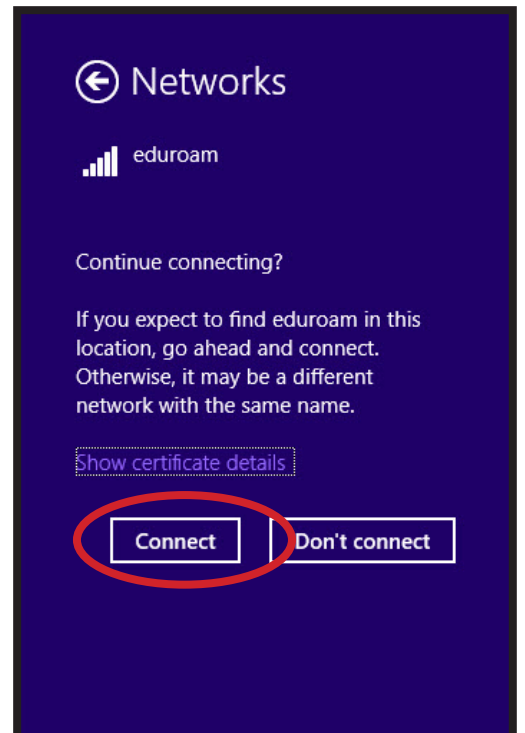 Networks
eduroam
Continue connecting?
If you expect to find eduroam in this
location, go ahead and connect.
Otherwise, it may be a different
network with the same name.
Show certificate details
Connect Don't connect